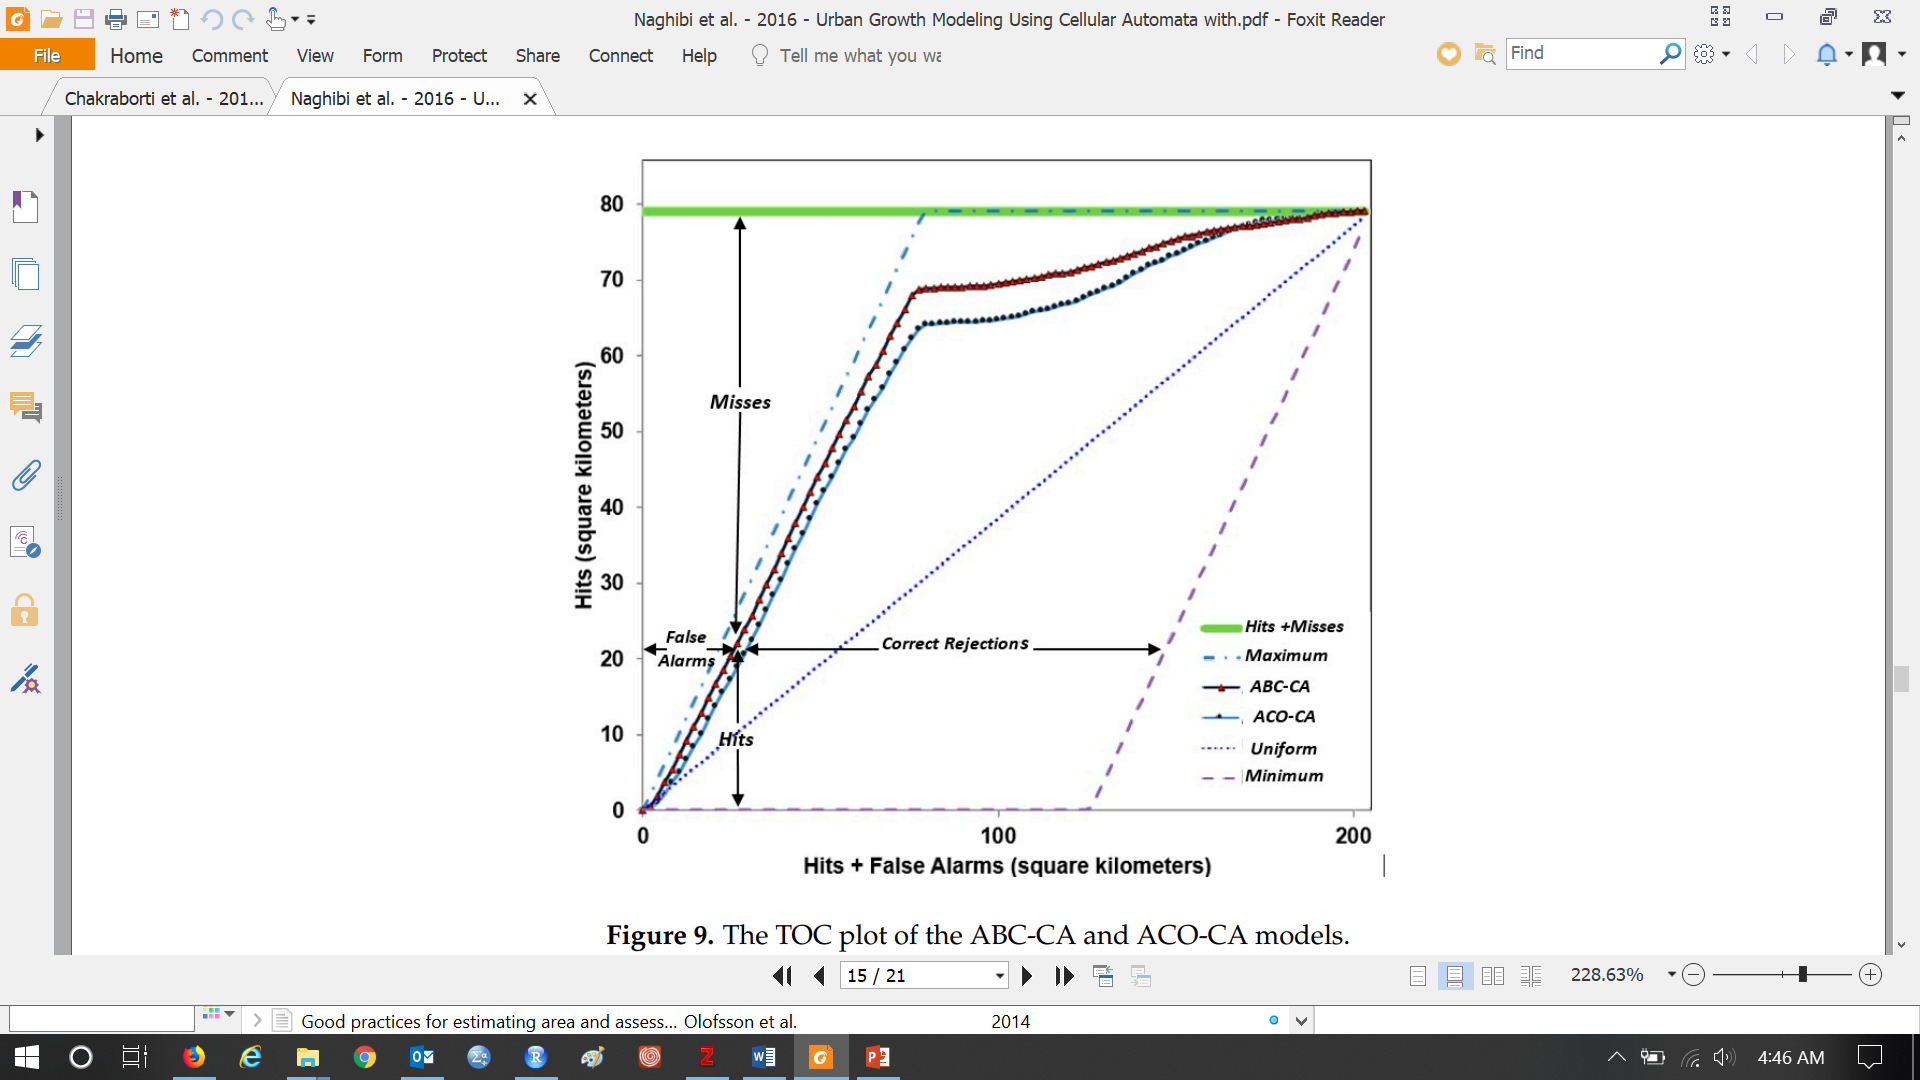 Naghibi et al. - 2016 - Urban Growth Modeling Using Cellular Automata with.pdf - Foxit Reader
File Home Comment View Form Protect Share Connect Help Tell me what you wa Find
Chakraborti et al. - 201... Naghibi et al. - 2016 - U...
80
70
60
50
40
30
20
10
0
Hits (square kilometers)
Misses
False
Alarms
Correct Rejections
Hits
Hits +Misses
Maximum
ABC-CA
ACO-CA
Uniform
Minimum
0 100 200
Hits + False Alarms (square kilometers)
Figure 9. The TOC plot of the ABC-CA and ACO-CA models.
15 / 21 228.63%
Good practices for estimating area and assess... Olofsson et al. 2014
4:46 AM